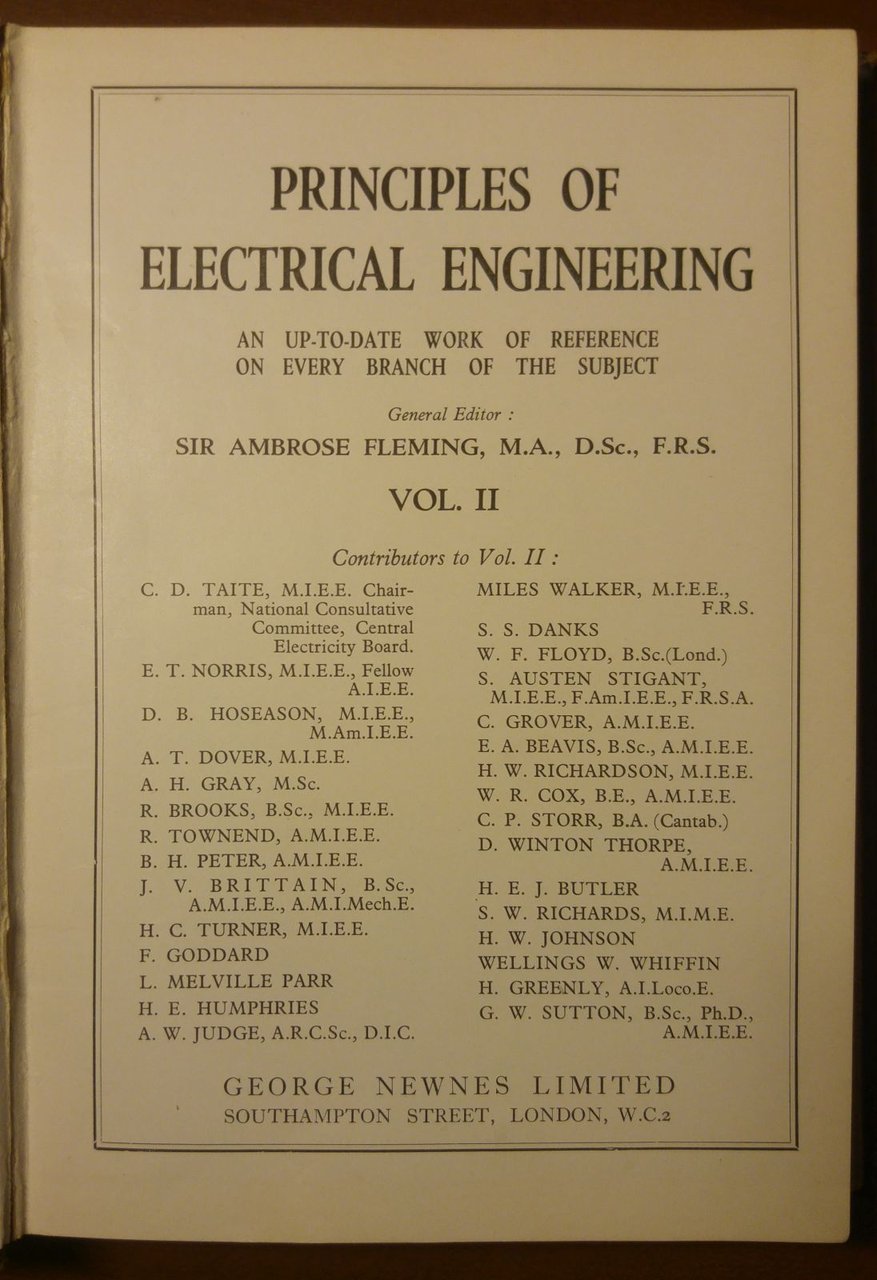 PRINCIPLES OF
ELECTRICAL ENGINEERING
AN UP-TO-DATE WORK OF REFERENCE
ON EVERY BRANCH OF THE SUBJECT
General Editor :
SIR AMBROSE FLEMING, M.A., D.Sc., F.R.S.
VOL. II
Contributors to Vol. II :
C. D. TAITE, M.I.E.E. Chair-
man, National Consultative
Committee, Central
Electricity Board.
E. T. NORRIS, M.I.E.E., Fellow
A.I.E.E.
D. B. HOSEASON, M.I.E.E.,
M.Am.I.E.E.
A. T. DOVER, M.I.E.E.
A. H. GRAY, M.Sc.
R. BROOKS, B.Sc., M.I.E.E.
R. TOWNEND, A.M.I.E.E.
B. H. PETER, A.M.I.E.E.
J. V. BRITTAIN, B.Sc.,
A.M.I.E.E., A.M.I.Mech.E.
H. C. TURNER, M.I.E.E.
F. GODDARD
L. MELVILLE PARR
H. E. HUMPHRIES
A. W. JUDGE, A.R.C.Sc., D.I.C.
MILES WALKER, M.I.E.E.,
F.R.S.
S. S. DANKS
W. F. FLOYD, B.Sc.(Lond.)
S. AUSTEN STIGANT,
M.I.E.E., F.Am.I.E.E., F.R.S.A.
C. GROVER, A.M.I.E.E.
E. A. BEAVIS, B.Sc., A.M.I.E.E.
H. W. RICHARDSON, M.I.E.E.
W. R. COX, B.E., A.M.I.E.E.
C. P. STORR, B.A. (Cantab.)
D. WINTON THORPE,
A.M.I.E.E.
H. E. J. BUTLER
S. W. RICHARDS, M.I.M.E.
H. W. JOHNSON
WELLINGS W. WHIFFIN
H. GREENLY, A.I.Loco.E.
G. W. SUTTON, B.Sc., Ph.D.,
A.M.I.E.E.
GEORGE NEWNES LIMITED
SOUTHAMPTON STREET, LONDON, W.C.2